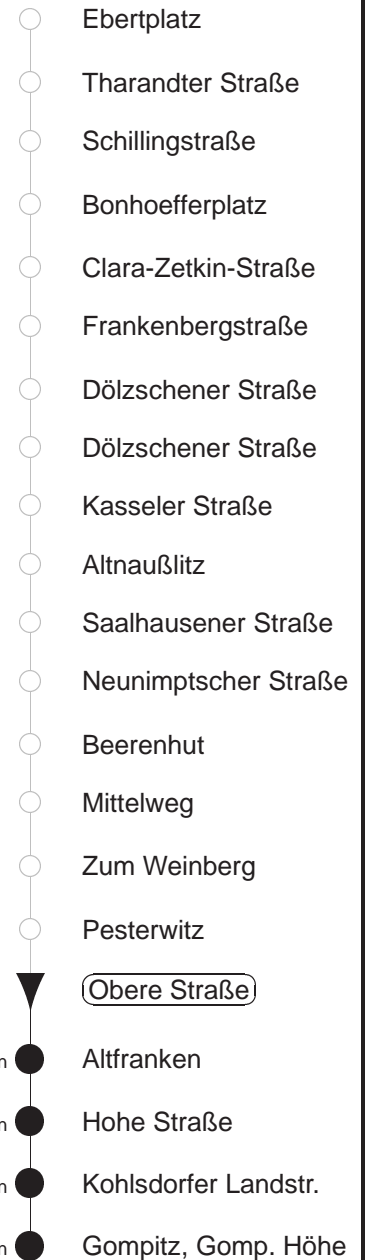 Ebertplatz
Tharandter Straße
Schillingstraße
Bonhoefferplatz
Clara-Zetkin-Straße
Frankenbergstraße
Dölzschener Straße
Dölzschener Straße
Kasseler Straße
Altnaußlitz
Saalhausener Straße
Neunimptscher Straße
Beerenhut
Mittelweg
Zum Weinberg
Pesterwitz
Obere Straße
Altfranken
Hohe Straße
Kohlsdorfer Landstr.
Gompitz, Gomp. Höhe